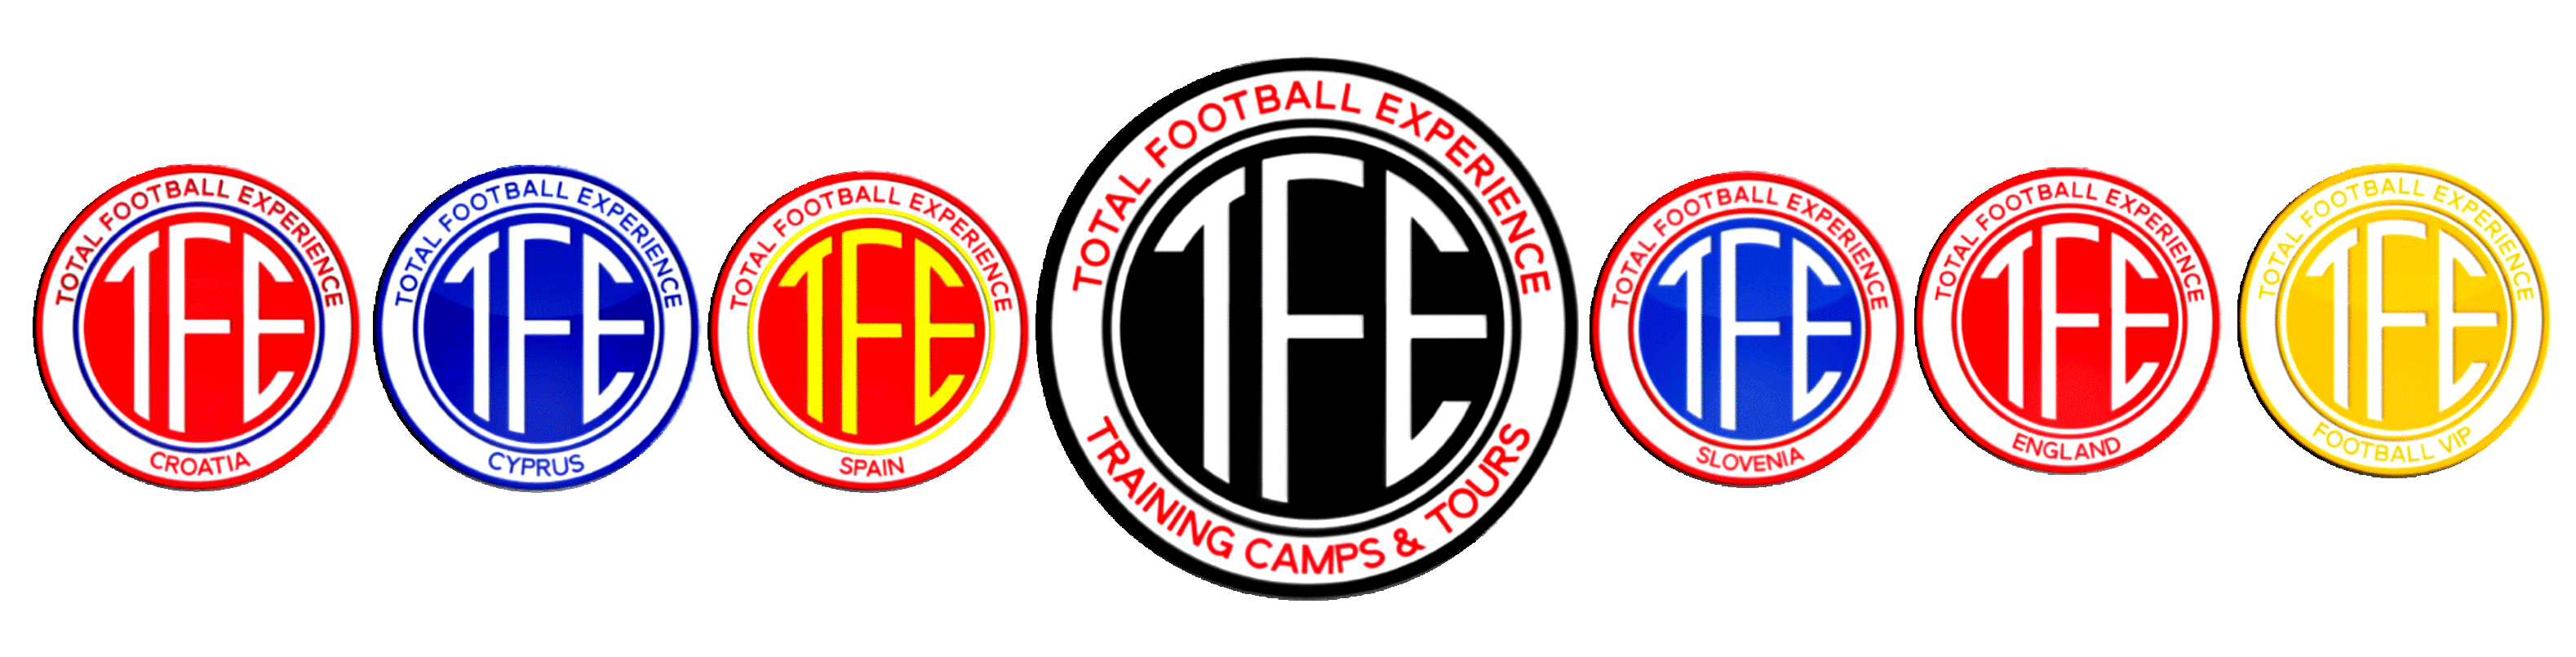 TOTAL FOOTBALL EXPERIENCE
TFE
CROATIA
TOTAL FOOTBALL EXPERIENCE
TFE
CYPRUS
TOTAL FOOTBALL EXPERIENCE
TFE
SPAIN
TOTAL FOOTBALL EXPERIENCE
TFE
TRAINING CAMPS & TOURS
TOTAL FOOTBALL EXPERIENCE
TFE
SLOVENIA
TOTAL FOOTBALL EXPERIENCE
TFE
ENGLAND
TOTAL FOOTBALL EXPERIENCE
TFE
FOOTBALL VIP